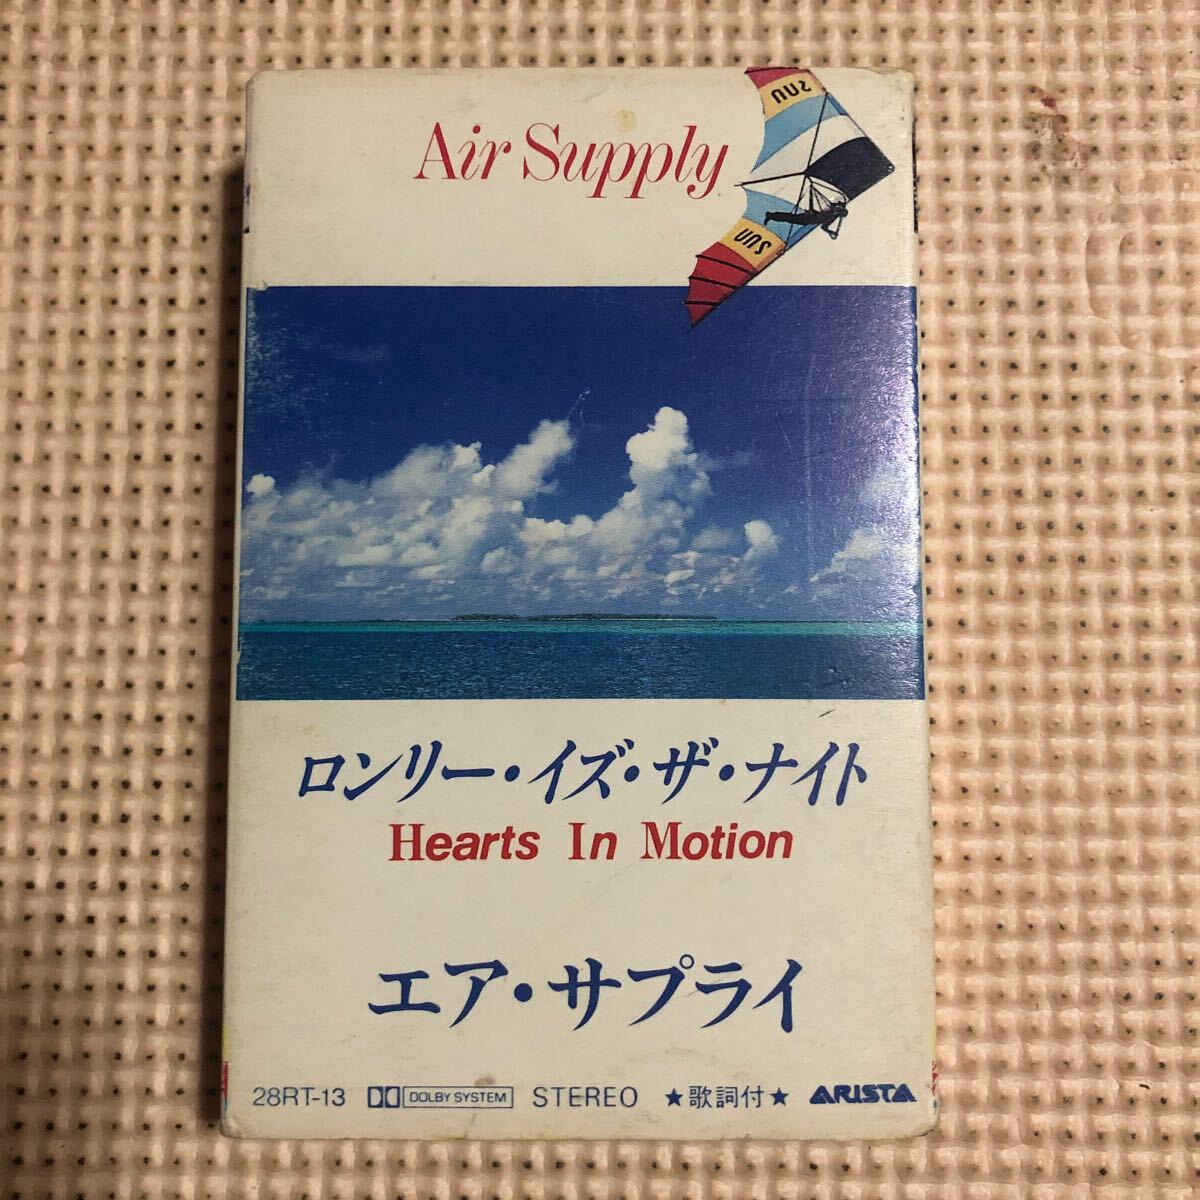 Air Supply
SUN
SUN
ロンリー・イズ・ザ・ナイト
Hearts In Motion
エア・サプライ
28RT-13 DOLBY SYSTEM STEREO ★歌詞付★ ARISTA